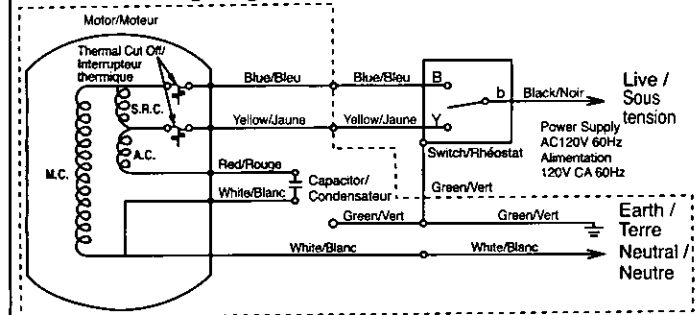 Motor/Moteur
Thermal Cut Off/
Interrupteur
thermique
S.R.C.
A.C.
M.C.
Blue/Bleu
Blue/Bleu
B
b
Black/Noir
Live /
Sous
tension
Yellow/Jaune
Yellow/Jaune
Y
Switch/Rhéostat
Power Supply
AC120V 60Hz
Alimentation
120V CA 60Hz
Red/Rouge
White/Blanc
Capacitor/
Condensateur
Green/Vert
Green/Vert
Green/Vert
Earth /
Terre
White/Blanc
White/Blanc
Neutral /
Neutre